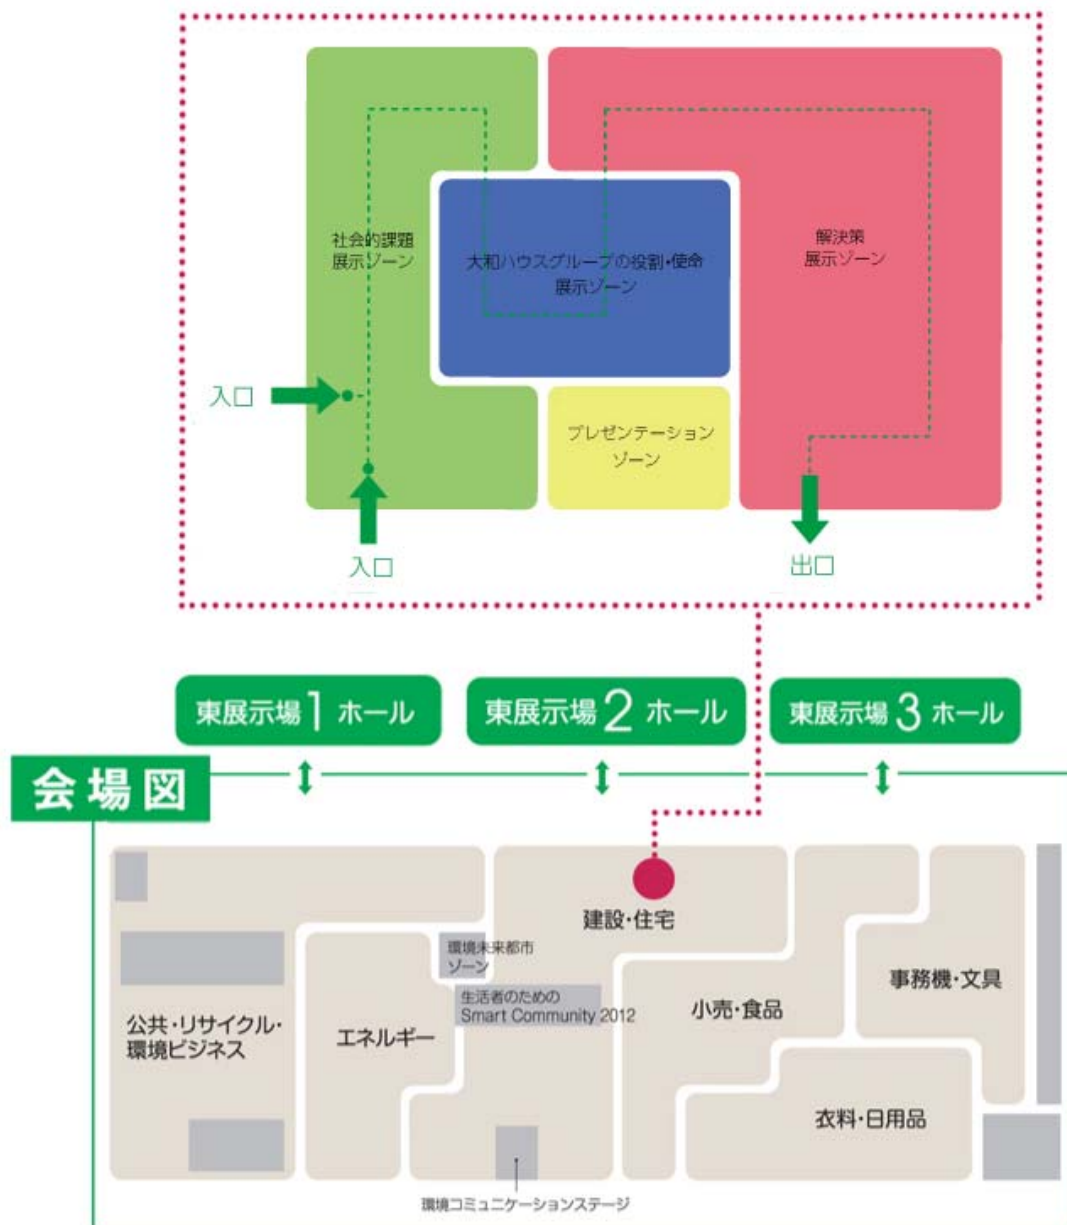 社会的課題
展示ゾーン
大和ハウスグループの役割・使命
展示ゾーン
解決策
展示ゾーン
入口
プレゼンテーション
ゾーン
入口
出口
東展示場1ホール
東展示場2ホール
東展示場3ホール
会場図
建設・住宅
環境未来都市
ゾーン
事務機・文具
生活者のための
Smart Community 2012
小売・食品
公共・リサイクル・
環境ビジネス
エネルギー
衣料・日用品
環境コミュニケーションステージ